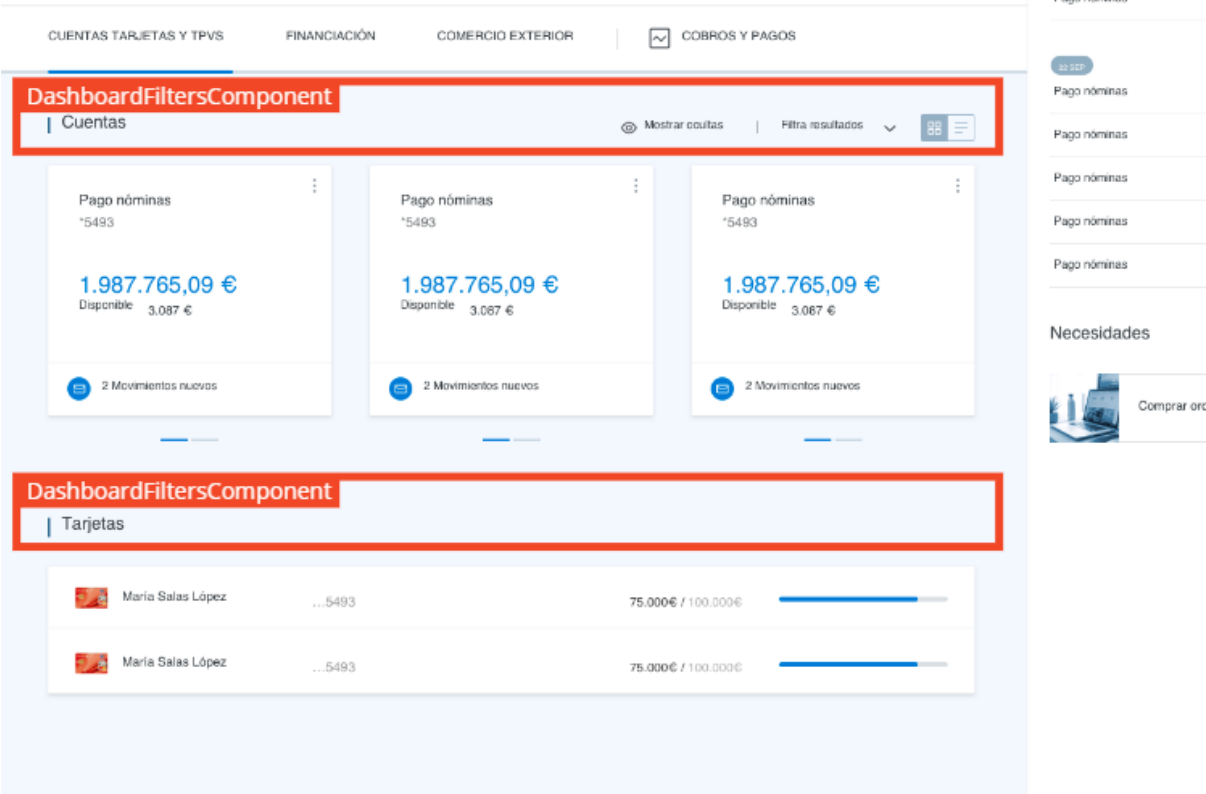 Pago nóminas
CUENTAS TARJETAS Y TPVS
FINANCIACIÓN
COMERCIO EXTERIOR
COBROS Y PAGOS
DashboardFiltersComponent
Cuentas
Mostrar ocultas
Filtra resultados
Pago nóminas
*5493
1.987.765,09 €
Disponible 3.087 €
2 Movimientos nuevos
Pago nóminas
*5493
1.987.765,09 €
Disponible 3.087 €
2 Movimientos nuevos
Pago nóminas
*5493
1.987.765,09 €
Disponible 3.087 €
2 Movimientos nuevos
DashboardFiltersComponent
Tarjetas
María Salas López ...5493 75.000€ / 100.000€
María Salas López ...5493 75.000€ / 100.000€
Pago nóminas
Pago nóminas
Pago nóminas
Pago nóminas
Pago nóminas
Necesidades
Comprar